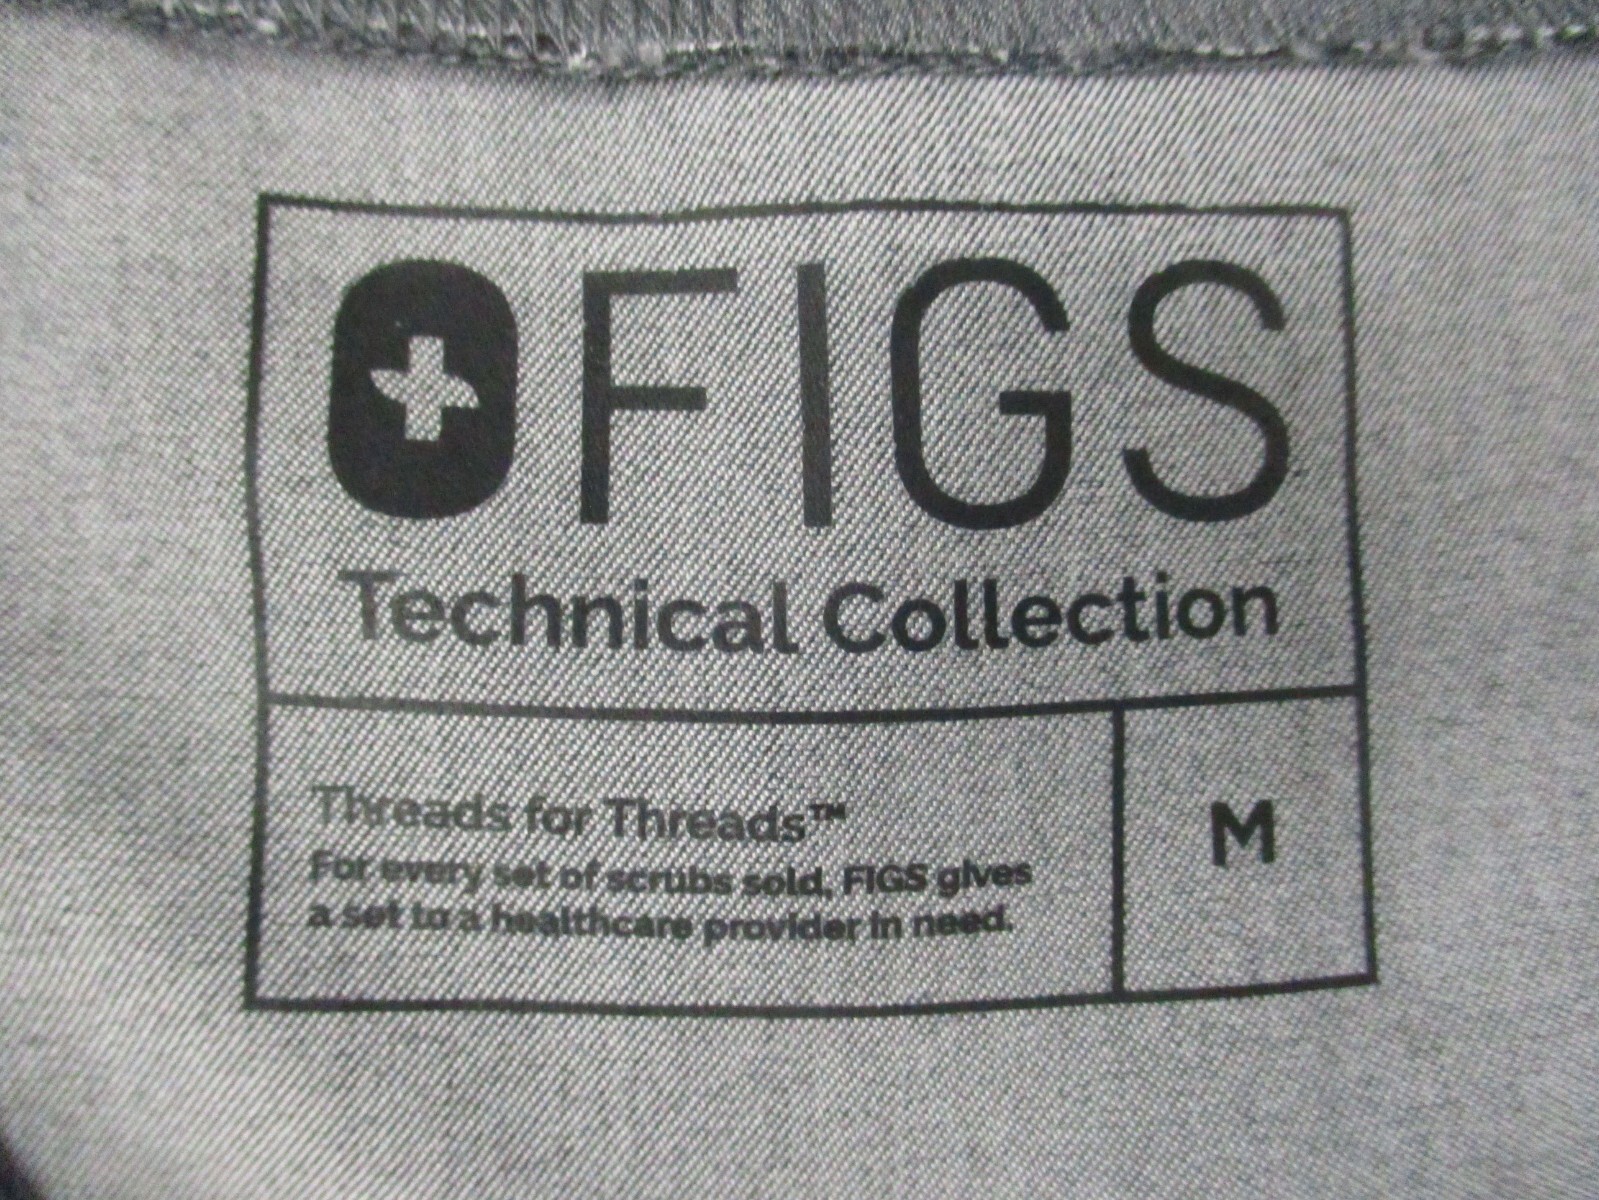 FIGS
Technical Collection
Threads for Threads™
For every set of scrubs sold, FIGS gives
a set to a healthcare provider in need.
M